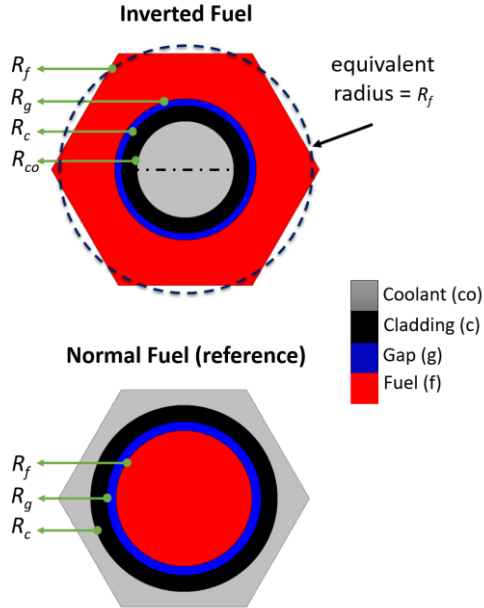 Inverted Fuel
R_f
R_g
R_c
R_co
equivalent
radius = R_f
Coolant (co)
Cladding (c)
Gap (g)
Fuel (f)
Normal Fuel (reference)
R_f
R_g
R_c